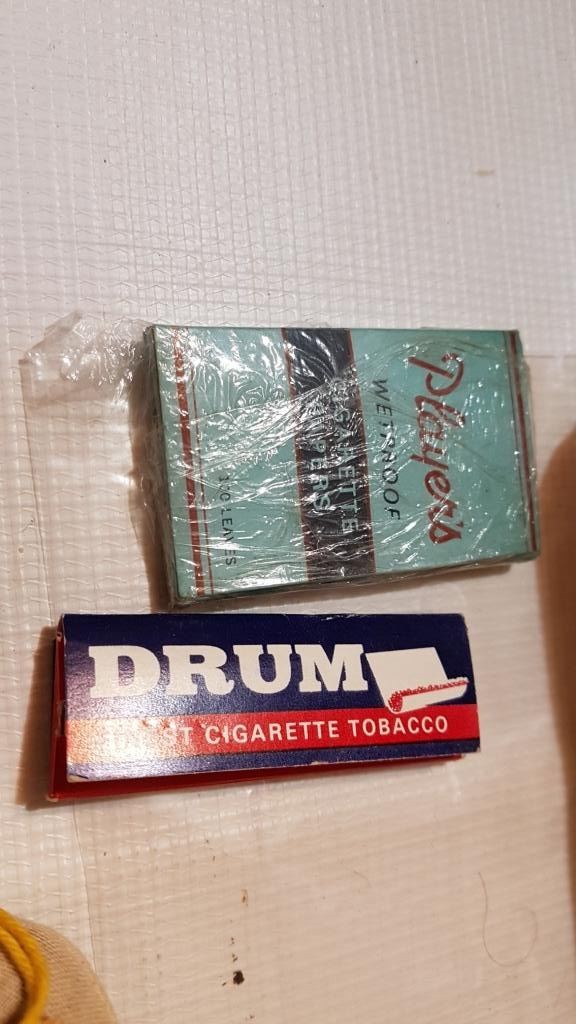 Player's
WETPROOF
CIGARETTE
PAPERS
100 LEAVES
DRUM
CIGARETTE TOBACCO